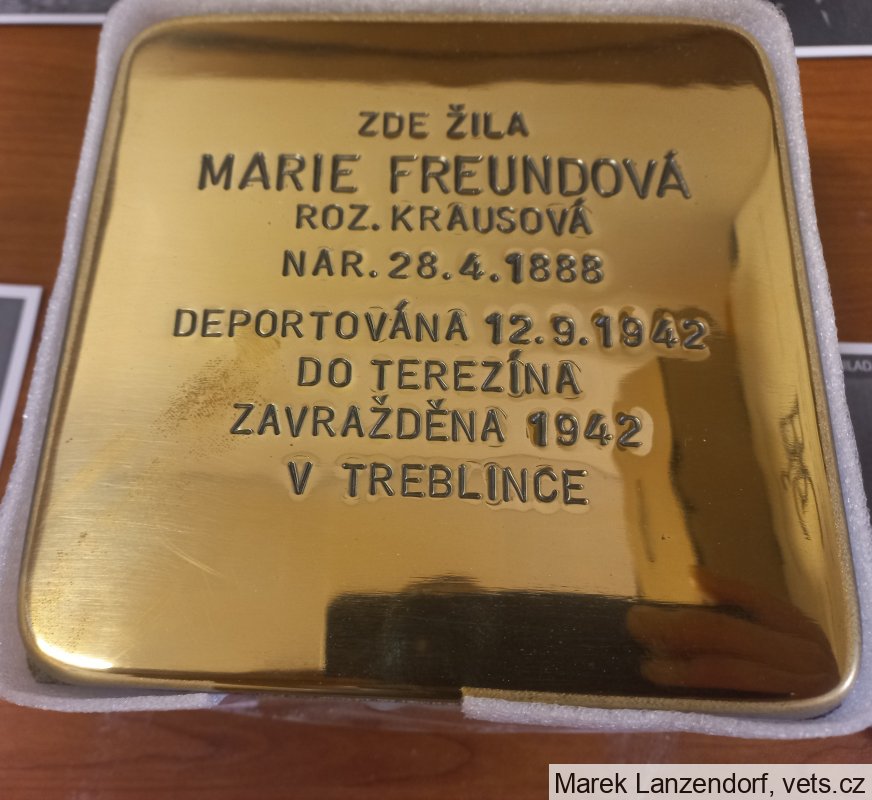 ZDE ŽILA
MARIE FREUNDOVÁ
ROZ. KRAUSOVÁ
NAR. 28.4.1888
DEPORTOVÁNA 12.9.1942
DO TEREZÍNA
ZAVRAŽDĚNA 1942
V TREBLINCE
Marek Lanzendorf, vets.cz